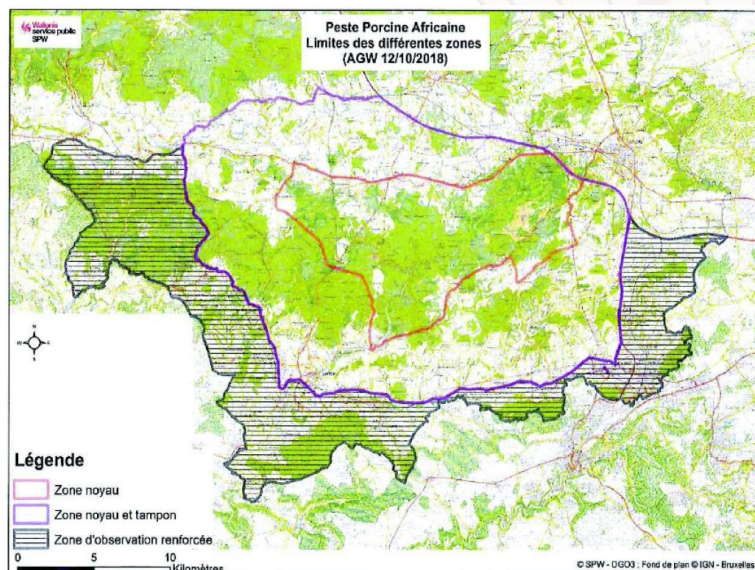 Wallonie
service public
SPW
Peste Porcine Africaine
Limites des différentes zones
(AGW 12/10/2018)
N
S
Légende
Zone noyau
Zone noyau et tampon
Zone d'observation renforcée
0 5 10
Kilomètres
© SPW - DGO3 ; Fond de plan © IGN - Bruxelles